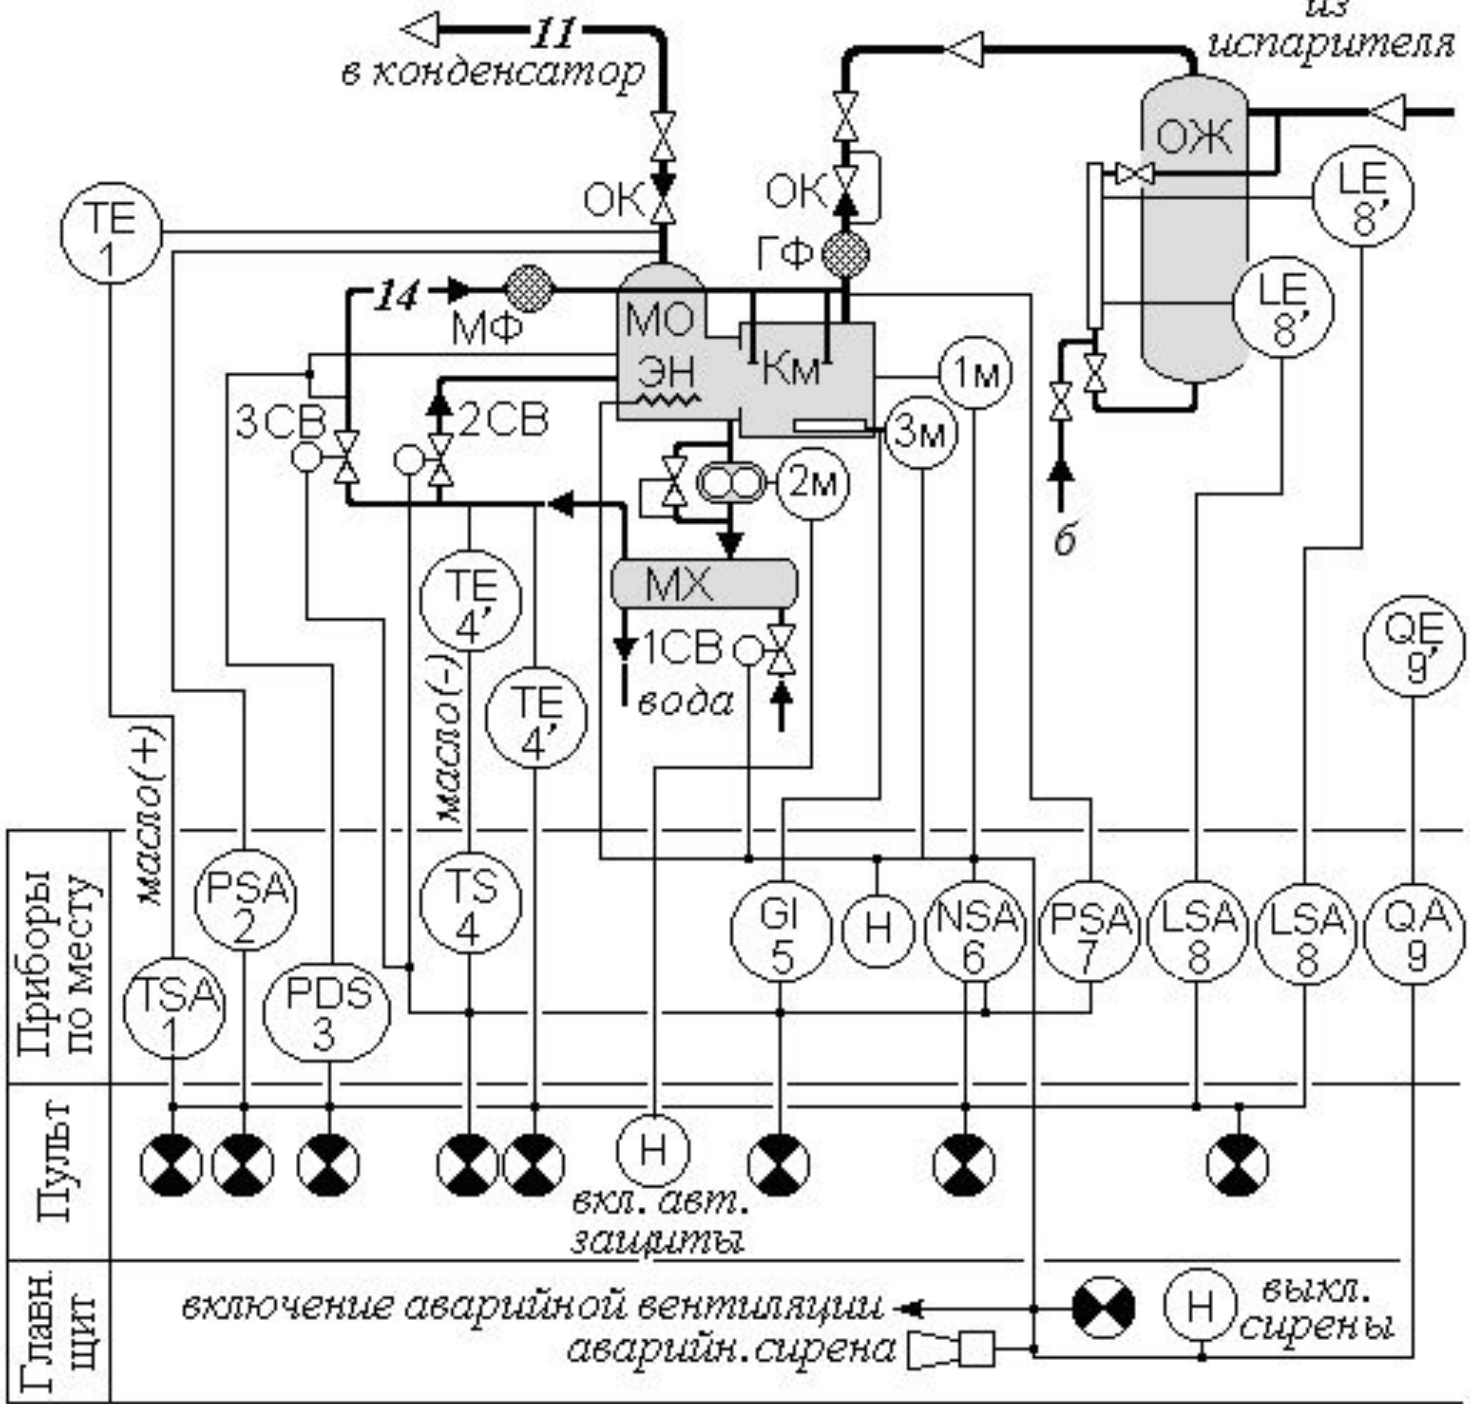 из
испарителя
11
в конденсатор
ОЖ
ОК
ОК
LE
8’
TE
1
ГФ
LE
8’
14
МФ
МО
ЭН
Км
1м
3СВ
2СВ
3м
2м
б
МХ
TE
4’
1СВ
QE
9’
вода
TE
4’
масло(+)
масло(-)
Приборы
по месту
PSA
2
TS
4
GI
5
H
NSA
6
PSA
7
LSA
8
LSA
8
QA
9
TSA
1
PDS
3
Пульт
H
вкл. авт.
защиты
Главн.
щит
включение аварийной вентиляции
H
выкл.
сирены
аварийн.сирена